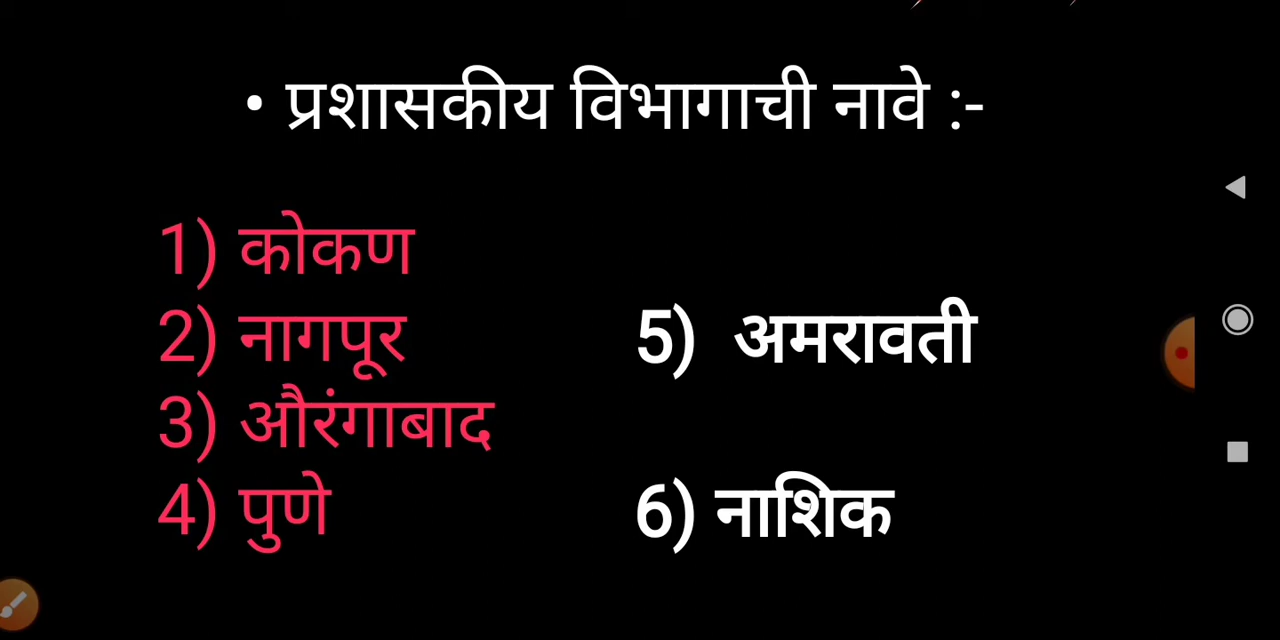 • प्रशासकीय विभागाची नावे :-
1) कोकण
2) नागपूर
3) औरंगाबाद
4) पुणे
5) अमरावती
6) नाशिक